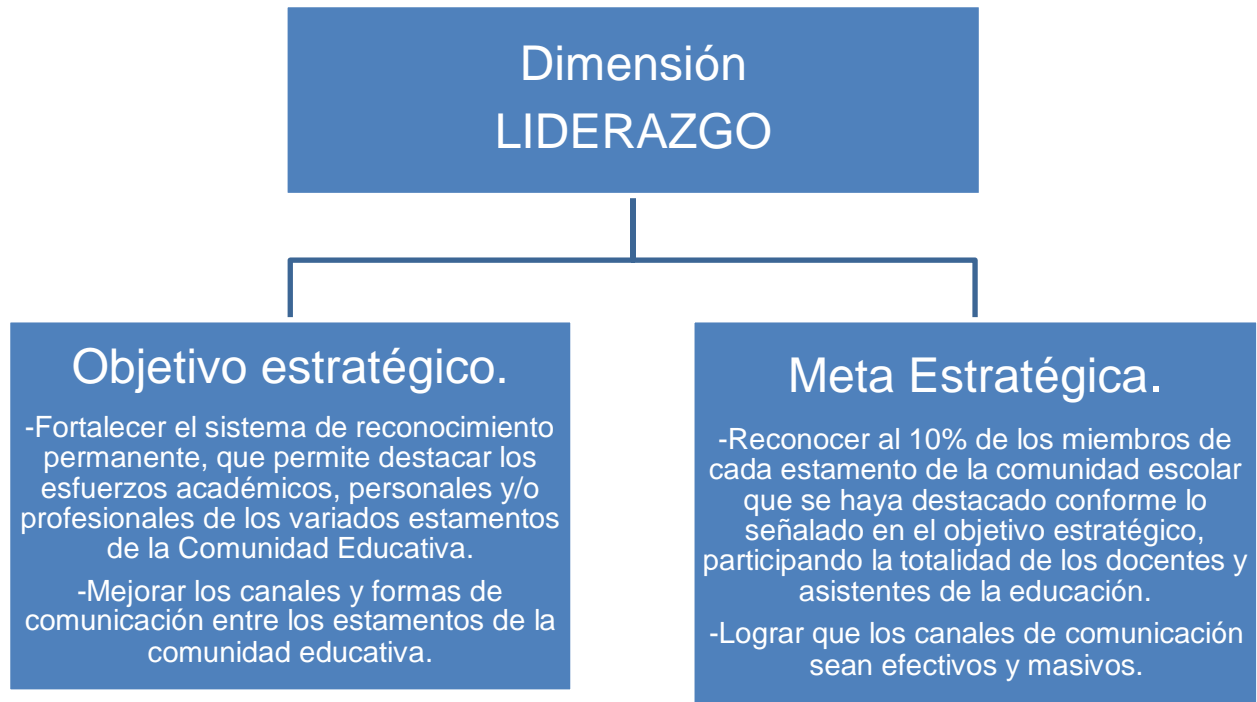 Dimensión
LIDERAZGO
Objetivo estratégico.
-Fortalecer el sistema de reconocimiento
permanente, que permite destacar los
esfuerzos académicos, personales y/o
profesionales de los variados estamentos
de la Comunidad Educativa.
-Mejorar los canales y formas de
comunicación entre los estamentos de la
comunidad educativa.
Meta Estratégica.
-Reconocer al 10% de los miembros de
cada estamento de la comunidad escolar
que se haya destacado conforme lo
señalado en el objetivo estratégico,
participando la totalidad de los docentes y
asistentes de la educación.
-Lograr que los canales de comunicación
sean efectivos y masivos.